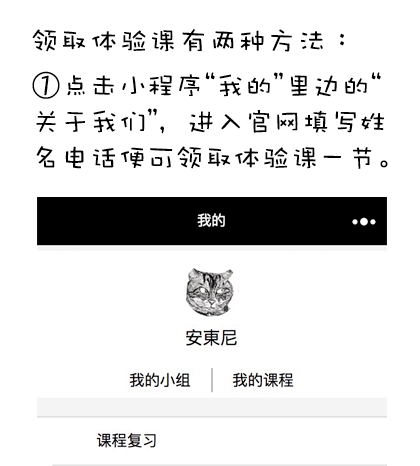 领取体验课有两种方法：
①点击小程序“我的”里边的“
关于我们”，进入官网填写姓
名电话便可领取体验课一节。
我的
安東尼
我的小组
我的课程
课程复习